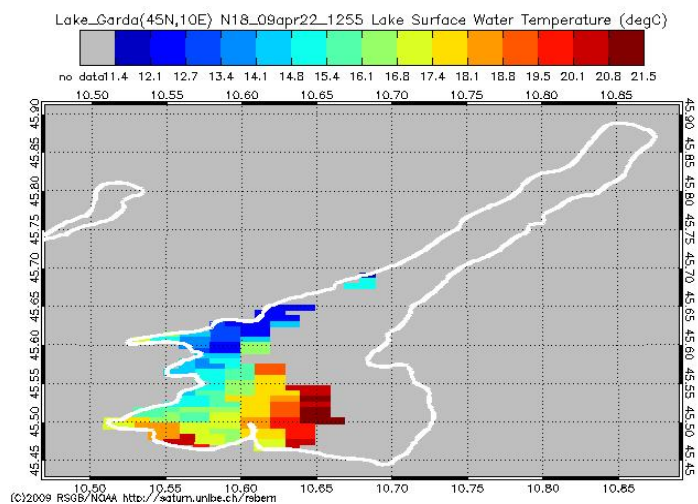 Lake_Garda(45N,10E) N18_09apr22_1255 Lake Surface Water Temperature (degC)
no data 11.4 12.1 12.7 13.4 14.1 14.8 15.4 16.1 16.8 17.4 18.1 18.8 19.5 20.1 20.8 21.5
10.50 10.55 10.60 10.65 10.70 10.75 10.80 10.85
45.90 45.90
45.85 45.85
45.80 45.80
45.75 45.75
45.70 45.70
45.65 45.65
45.60 45.60
45.55 45.55
45.50 45.50
45.45 45.45
10.50 10.55 10.60 10.65 10.70 10.75 10.80 10.85
(C)2009 RSGB/NOAA http://saturn.unibe.ch/rsbern